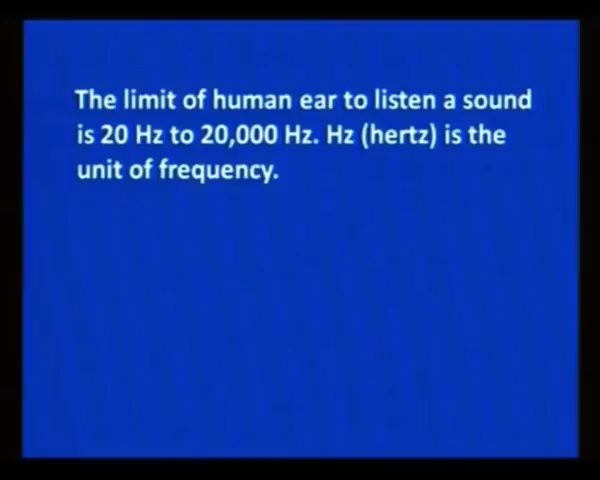 The limit of human ear to listen a sound
is 20 Hz to 20,000 Hz. Hz (hertz) is the
unit of frequency.